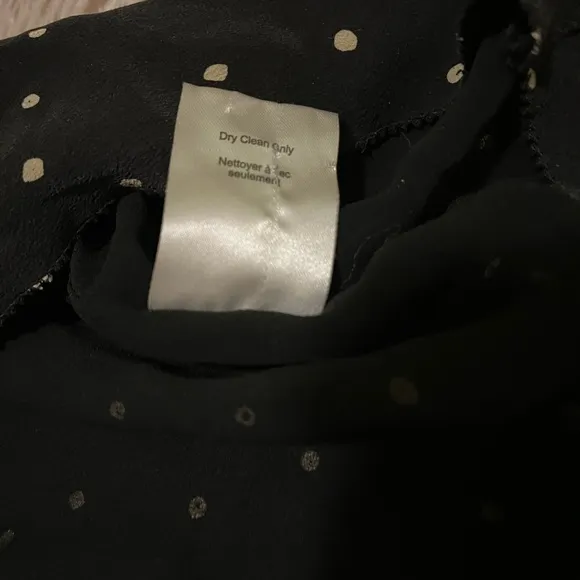 Dry Clean Only
Nettoyer à sec
seulement